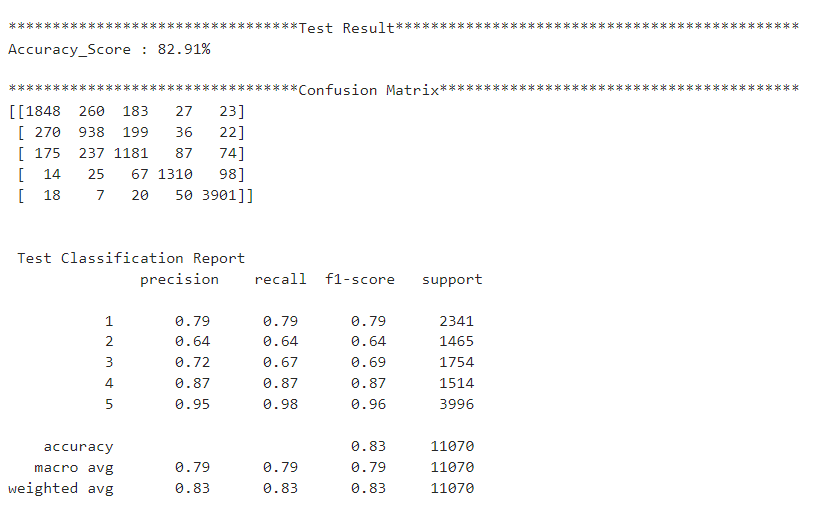 *********************************Test Result**********************************************
Accuracy_Score : 82.91%
*********************************Confusion Matrix*****************************************
[[1848  260  183   27   23]
 [ 270  938  199   36   22]
 [ 175  237 1181   87   74]
 [  14   25   67 1310   98]
 [  18    7   20   50 3901]]
 Test Classification Report
               precision    recall  f1-score   support
           1       0.79      0.79      0.79      2341
           2       0.64      0.64      0.64      1465
           3       0.72      0.67      0.69      1754
           4       0.87      0.87      0.87      1514
           5       0.95      0.98      0.96      3996
    accuracy                           0.83     11070
   macro avg       0.79      0.79      0.79     11070
weighted avg       0.83      0.83      0.83     11070